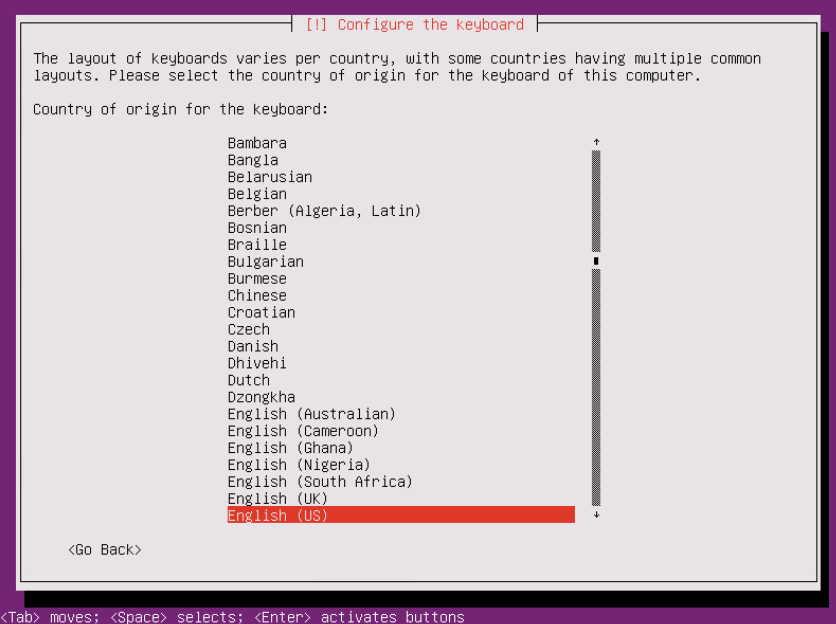 [!] Configure the keyboard
The layout of keyboards varies per country, with some countries having multiple common
layouts. Please select the country of origin for the keyboard of this computer.
Country of origin for the keyboard:
Bambara
Bangla
Belarusian
Belgian
Berber (Algeria, Latin)
Bosnian
Braille
Bulgarian
Burmese
Chinese
Croatian
Czech
Danish
Dhivehi
Dutch
Dzongkha
English (Australian)
English (Cameroon)
English (Ghana)
English (Nigeria)
English (South Africa)
English (UK)
English (US)
<Go Back>
<Tab> moves; <Space> selects; <Enter> activates buttons